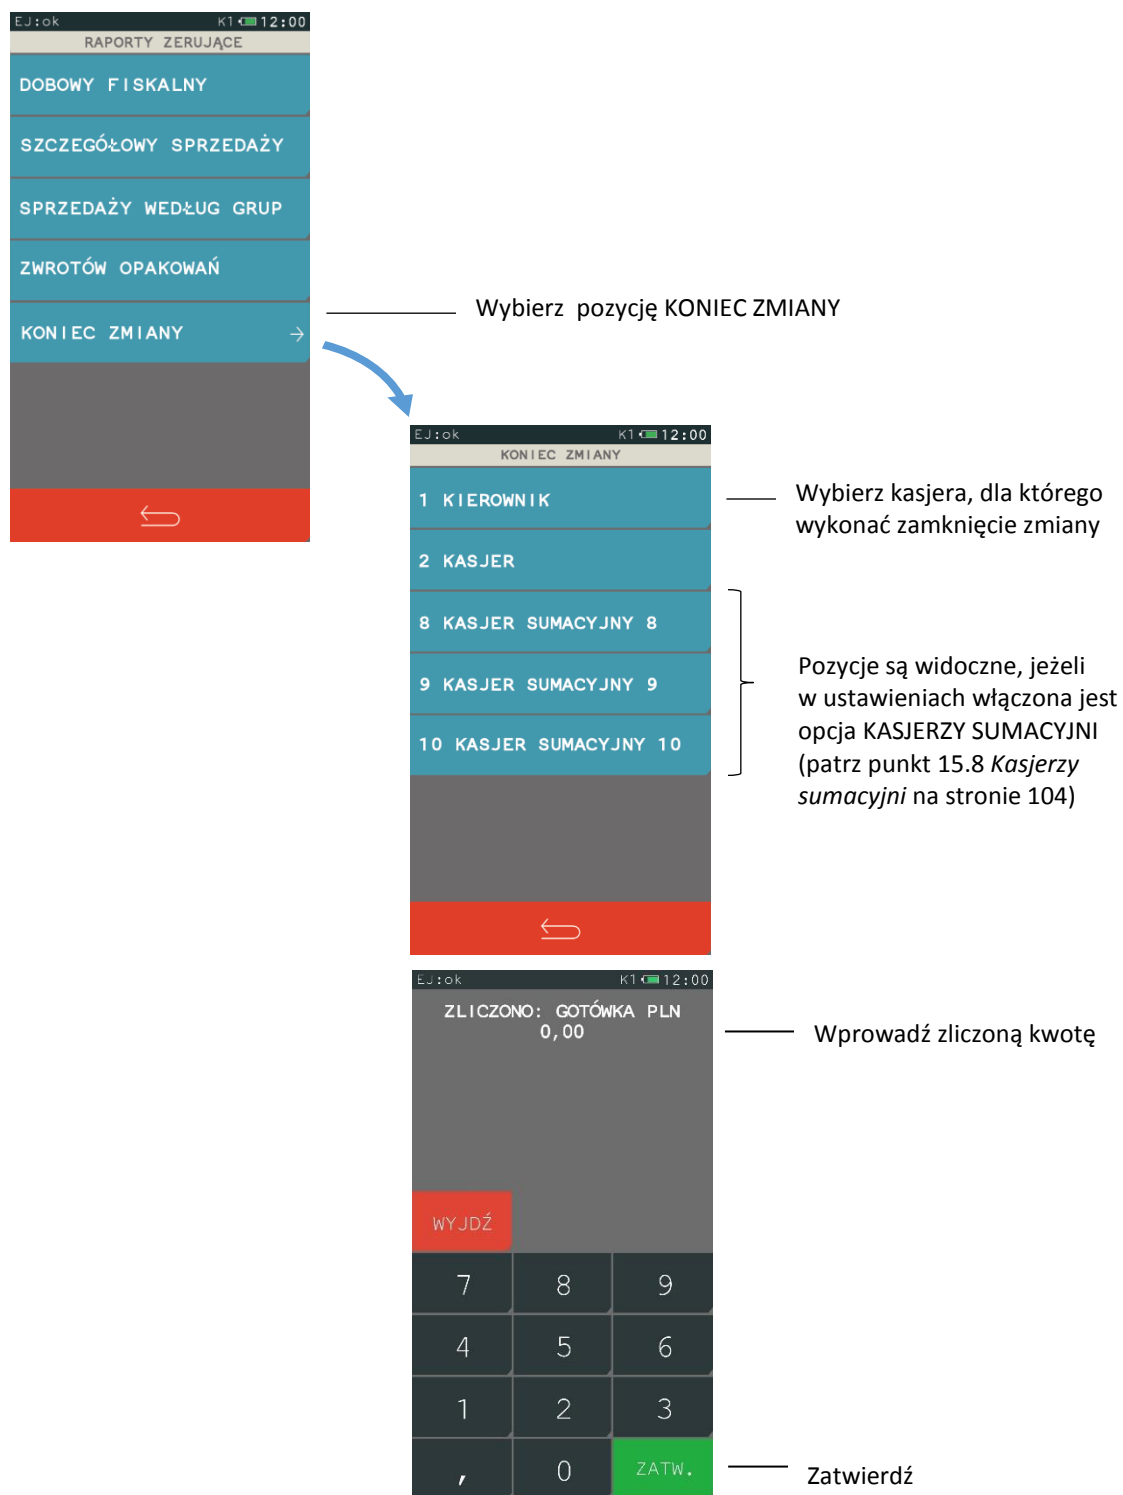 EJ:ok K1 12:00
RAPORTY ZERUJĄCE
DOBOWY FISKALNY
SZCZEGÓŁOWY SPRZEDAŻY
SPRZEDAŻY WEDŁUG GRUP
ZWROTÓW OPAKOWAŃ
KONIEC ZMIANY →
Wybierz pozycję KONIEC ZMIANY
EJ:ok K1 12:00
KONIEC ZMIANY
1 KIEROWNIK
2 KASJER
8 KASJER SUMACYJNY 8
9 KASJER SUMACYJNY 9
10 KASJER SUMACYJNY 10
Wybierz kasjera, dla którego
wykonać zamknięcie zmiany
Pozycje są widoczne, jeżeli
w ustawieniach włączona jest
opcja KASJERZY SUMACYJNI
(patrz punkt 15.8 Kasjerzy
sumacyjni na stronie 104)
EJ:ok K1 12:00
ZLICZONO: GOTÓWKA PLN
0,00
Wprowadź zliczoną kwotę
WYJDŹ
7 8 9
4 5 6
1 2 3
, 0 ZATW.
Zatwierdź